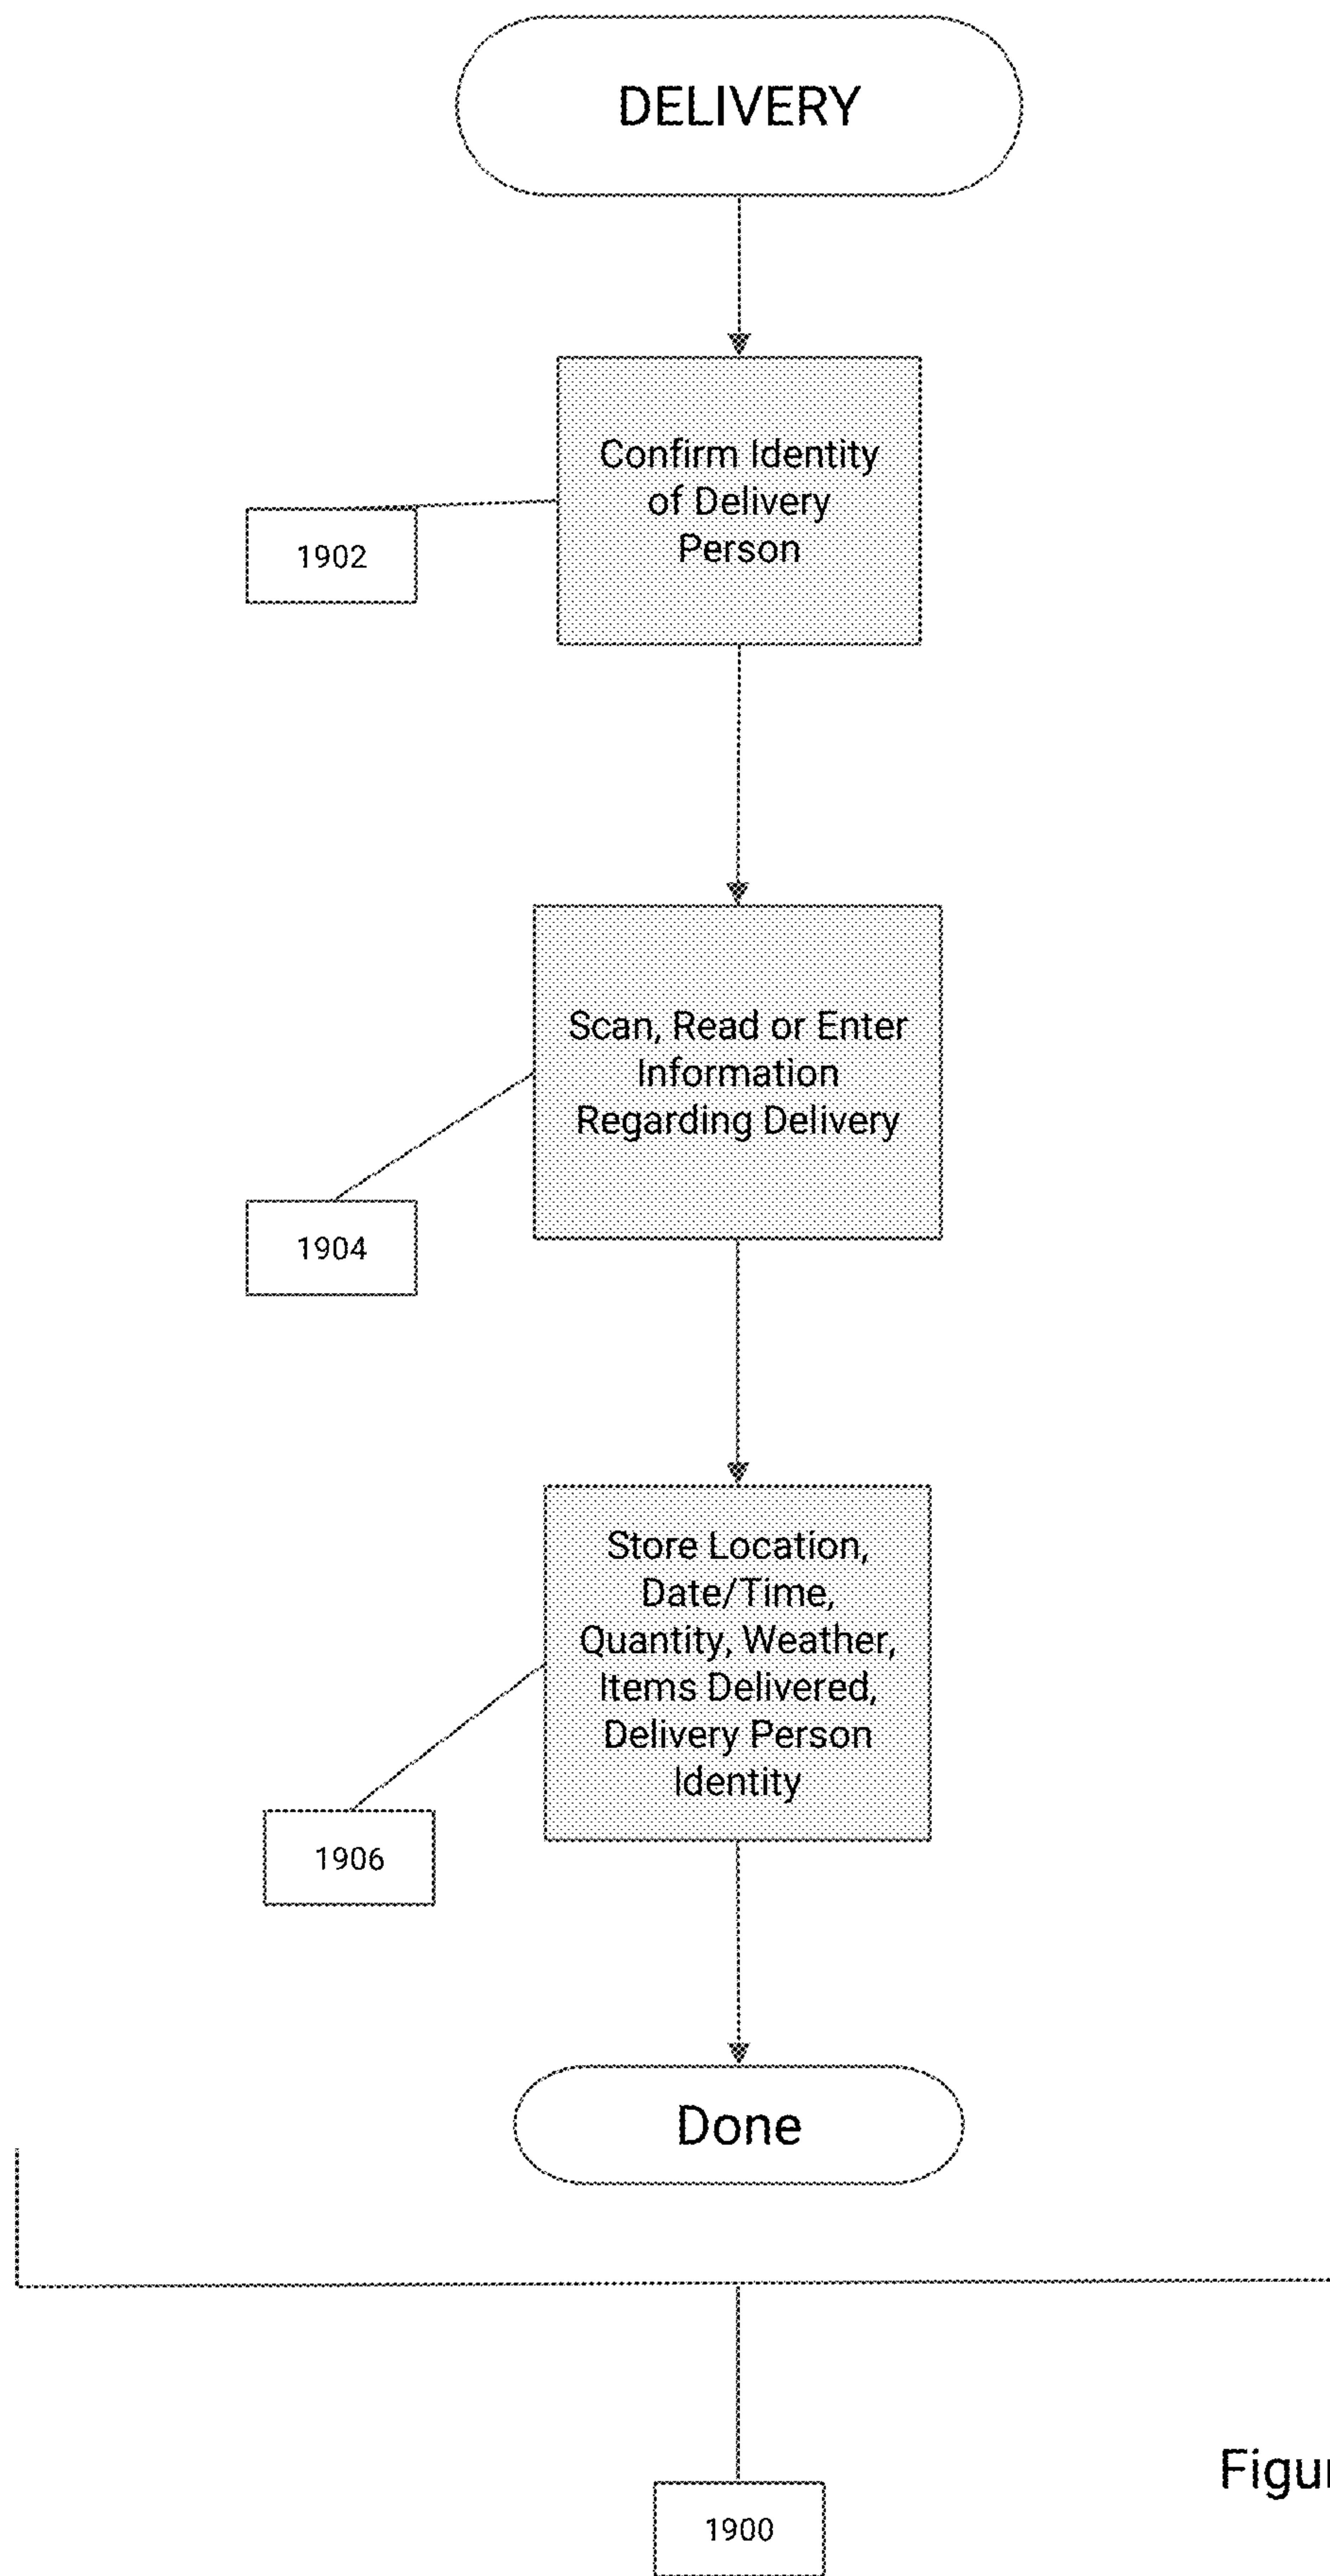 DELIVERY
Confirm Identity
of Delivery
Person
1902
Scan, Read or Enter
Information
Regarding Delivery
1904
Store Location,
Date/Time,
Quantity, Weather,
Items Delivered,
Delivery Person
Identity
1906
Done
1900